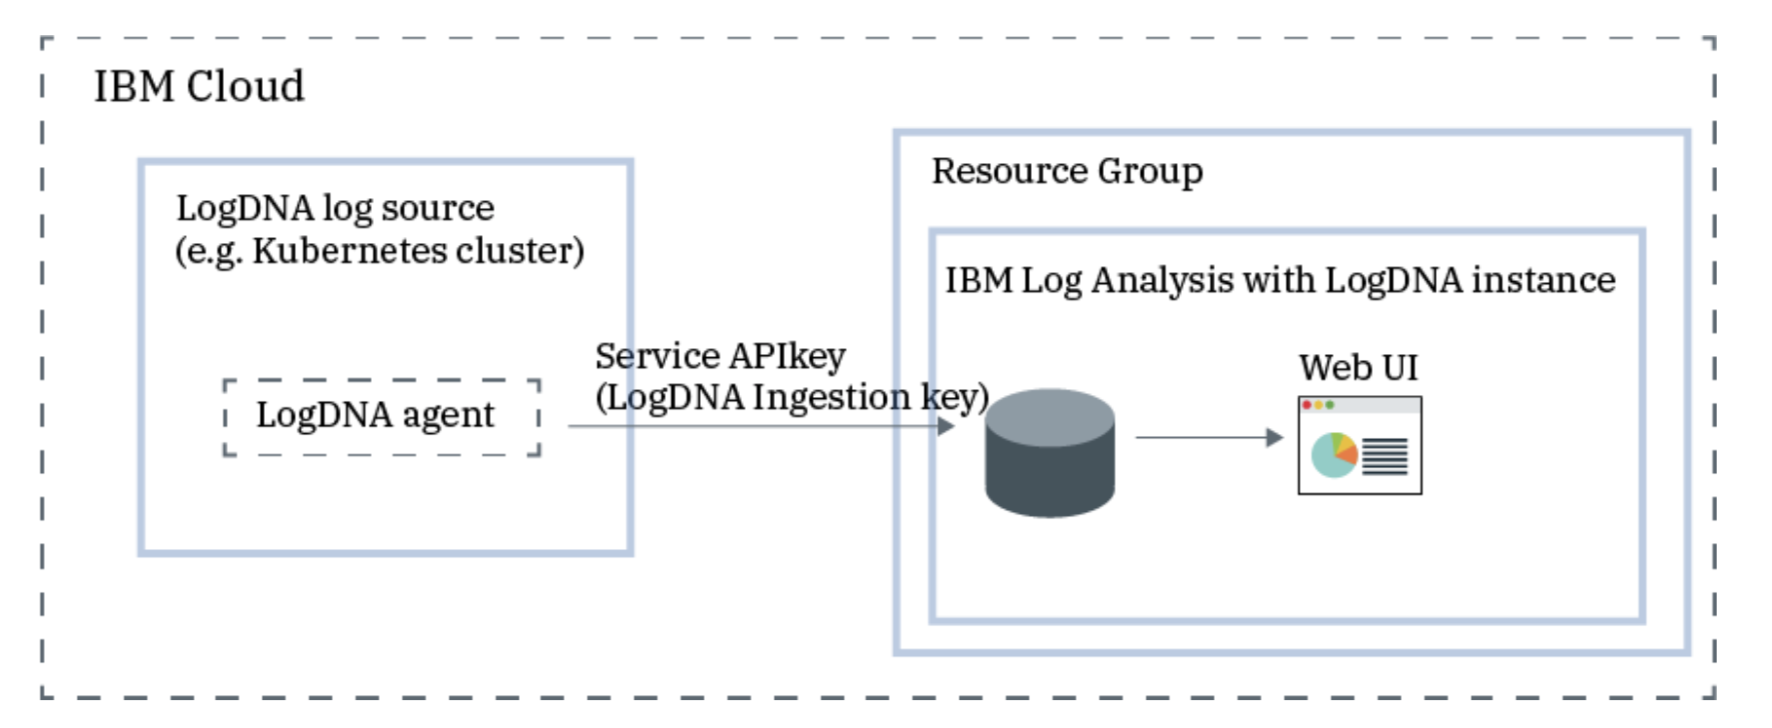 IBM Cloud
LogDNA log source
(e.g. Kubernetes cluster)
LogDNA agent
Service APIkey
(LogDNA Ingestion key)
Resource Group
IBM Log Analysis with LogDNA instance
Web UI